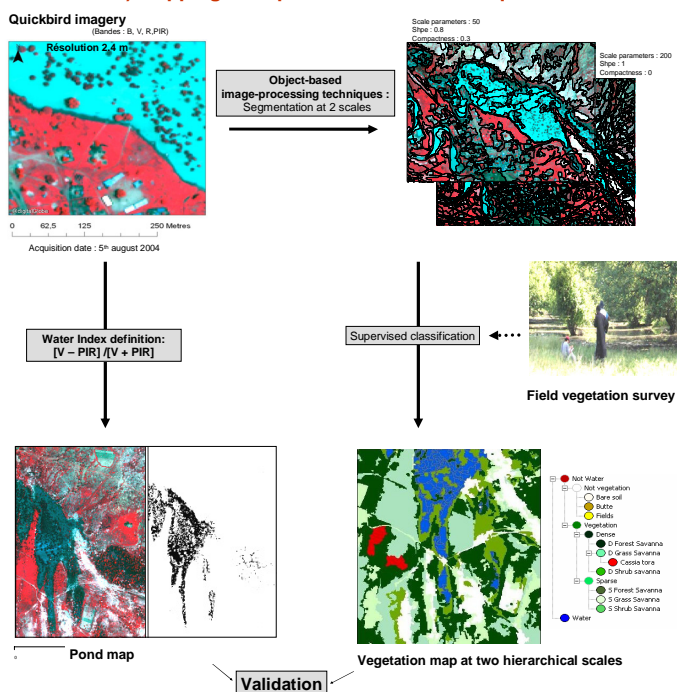 Quickbird imagery
(Bandes : B, V, R,PIR)
Résolution 2,4 m
©digitalGlobe
0 62,5 125 250 Metres
Acquisition date : 5th august 2004
Object-based
image-processing techniques :
Segmentation at 2 scales
Scale parameters : 50
Shpe : 0.8
Compactness : 0.3
Scale parameters : 200
Shpe : 1
Compactness : 0
Water Index definition:
[V – PIR] /[V + PIR]
Supervised classification
Field vegetation survey
Not Water
Not vegetation
Bare soil
Butte
Fields
Vegetation
Dense
D Forest Savanna
D Grass Savanna
Cassia tora
D Shrub savanna
Sparse
S Forest Savanna
S Grass Savanna
S Shrub Savanna
Water
Pond map
Vegetation map at two hierarchical scales
Validation